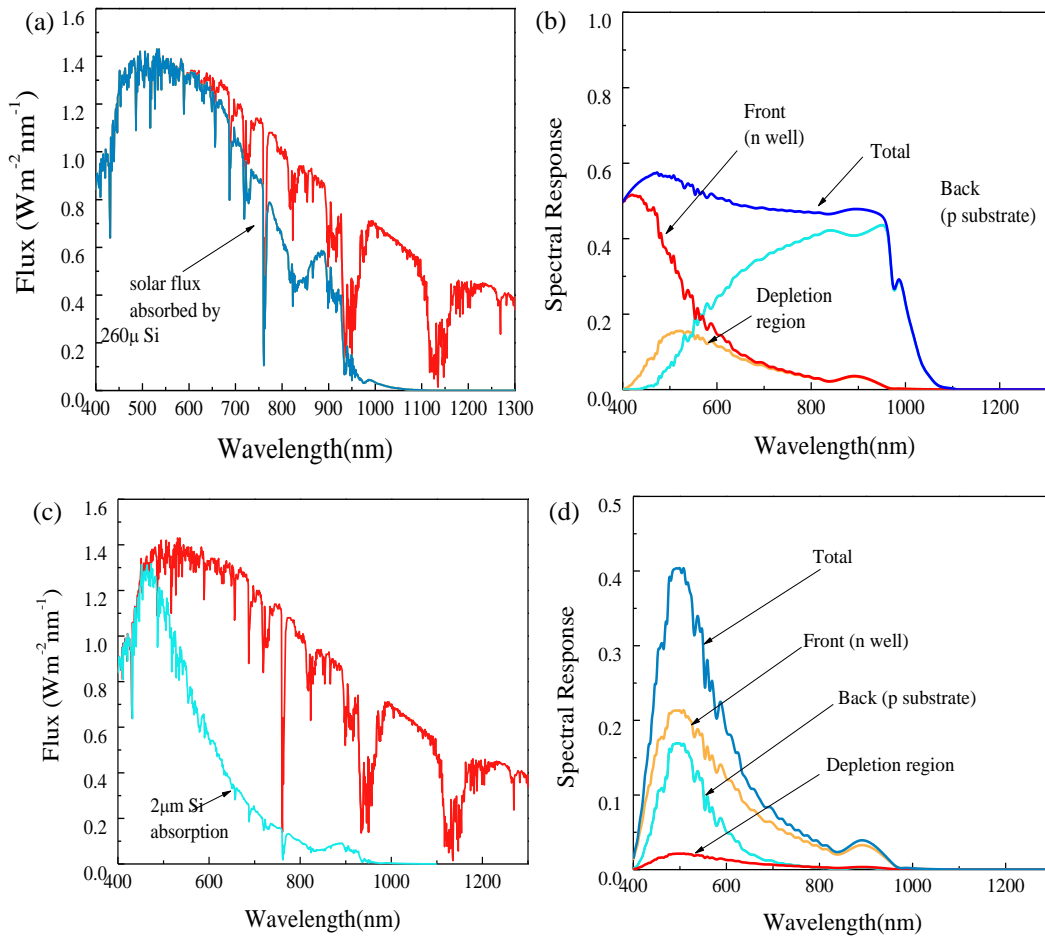 (a)
1.6
1.4
1.2
1.0
0.8
0.6
0.4
0.2
0.0
400 500 600 700 800 900 1000 1100 1200 1300
Flux (Wm-2 nm-1)
Wavelength(nm)
solar flux
absorbed by
260μ Si
(b)
1.0
0.8
0.6
0.4
0.2
0.0
400 600 800 1000 1200
Spectral Response
Wavelength(nm)
Front
(n well)
Total
Back
(p substrate)
Depletion
region
(c)
1.6
1.4
1.2
1.0
0.8
0.6
0.4
0.2
0.0
400 600 800 1000 1200
Flux (Wm-2 nm-1)
Wavelength(nm)
2μm Si
absorption
(d)
0.5
0.4
0.3
0.2
0.1
0.0
400 600 800 1000 1200
Spectral Response
Wavelength(nm)
Total
Front (n well)
Back (p substrate)
Depletion region